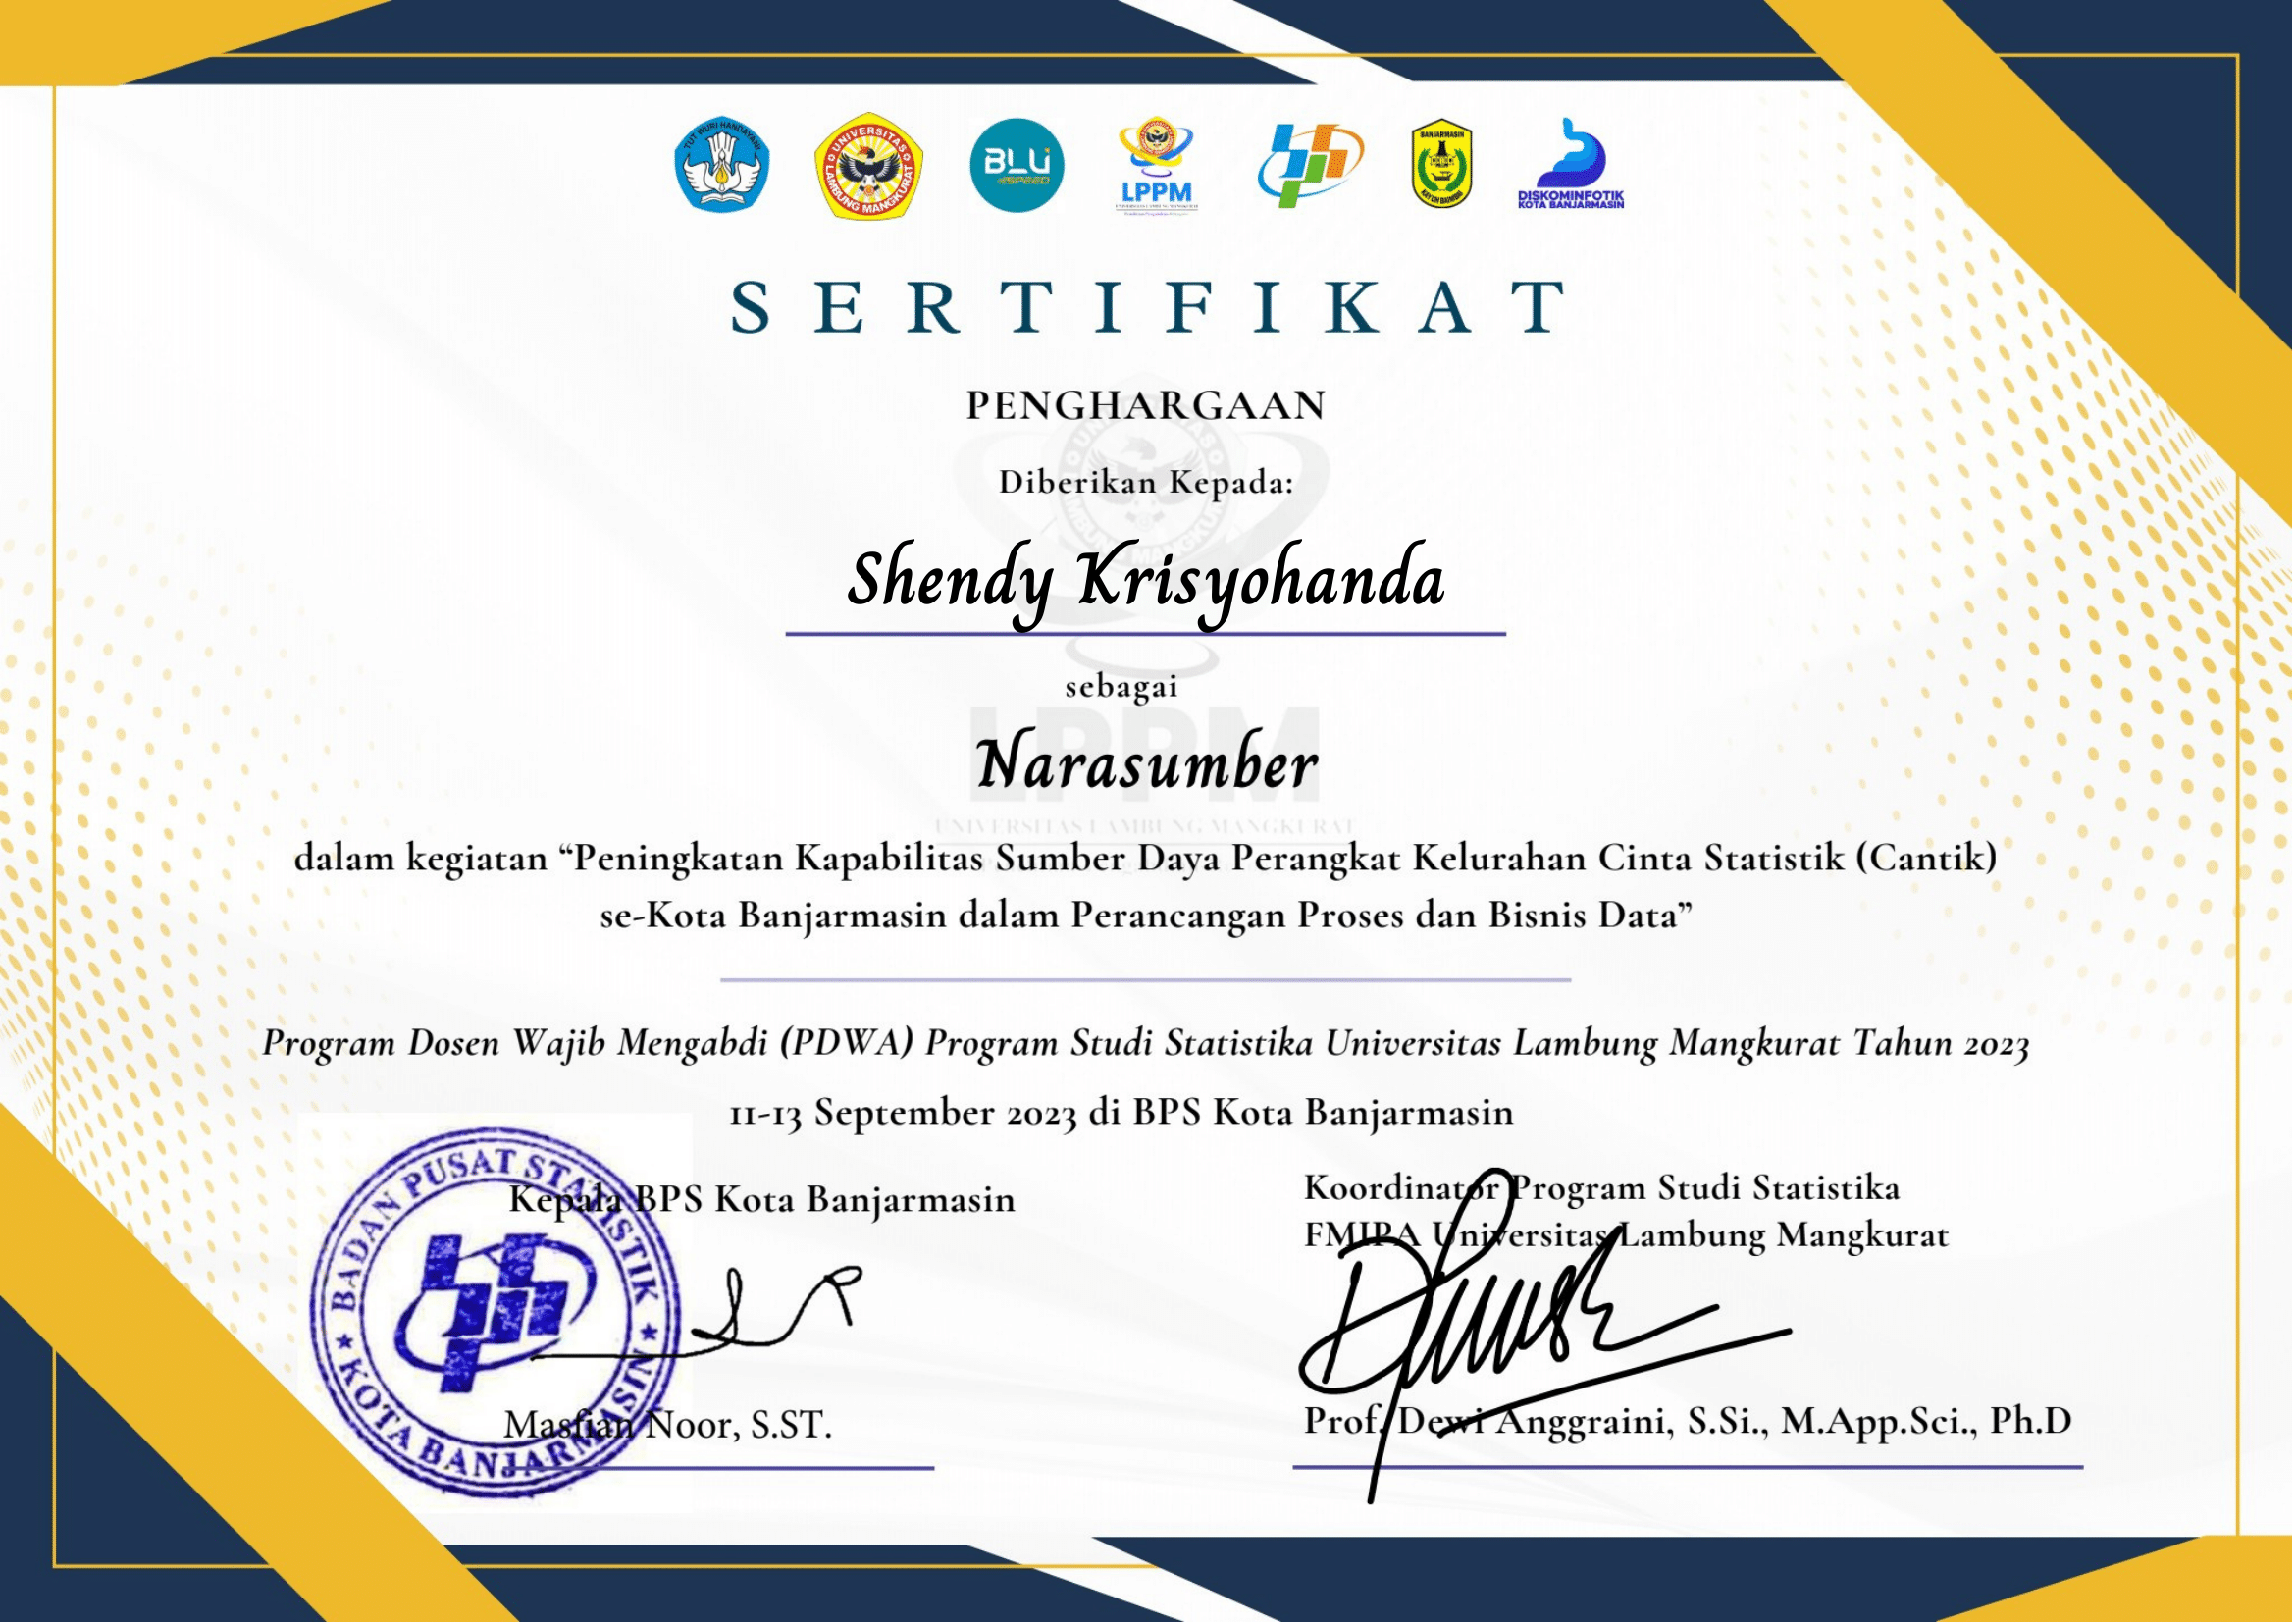 TUT WURI HANDAYANI
UNIVERSITAS LAMBUNG MANGKURAT
BLU
SPEED
LPPM
BANJARMASIN
KAYUH BAIMBAI
DISKOMINFOTIK
KOTA BANJARMASIN
SERTIFIKAT
PENGHARGAAN
Diberikan Kepada:
Shendy Krisyohanda
sebagai
Narasumber
LPPM
UNIVERSITAS LAMBUNG MANGKURAT
dalam kegiatan “Peningkatan Kapabilitas Sumber Daya Perangkat Kelurahan Cinta Statistik (Cantik)
se-Kota Banjarmasin dalam Perancangan Proses dan Bisnis Data”
Program Dosen Wajib Mengabdi (PDWA) Program Studi Statistika Universitas Lambung Mangkurat Tahun 2023
11-13 September 2023 di BPS Kota Banjarmasin
Kepala BPS Kota Banjarmasin
BADAN PUSAT STATISTIK
KOTA BANJARMASIN
Masfian Noor, S.ST.
Koordinator Program Studi Statistika
FMIPA Universitas Lambung Mangkurat
Prof. Dewi Anggraini, S.Si., M.App.Sci., Ph.D